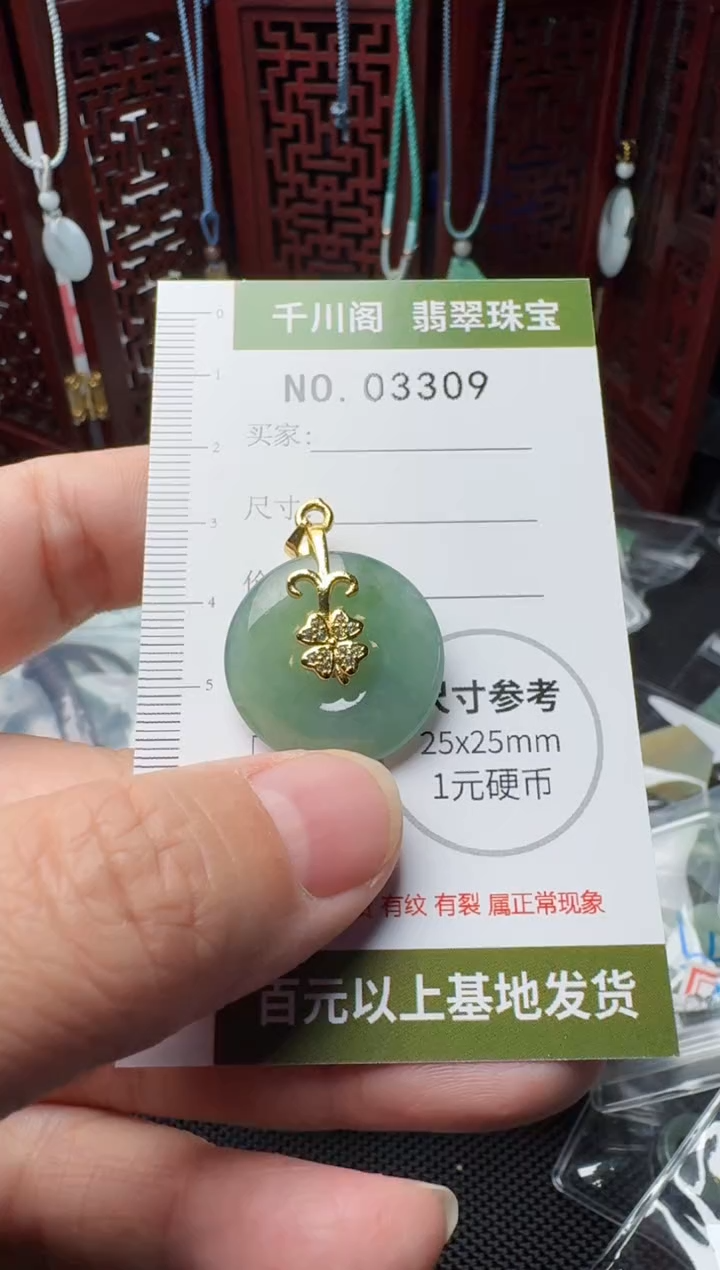 千川阁 翡翠珠宝
NO. 03309
0
1
2
3
4
5
买家:
尺寸
价
尺寸参考
25x25mm
1元硬币
有纹 有裂 属正常现象
百元以上基地发货